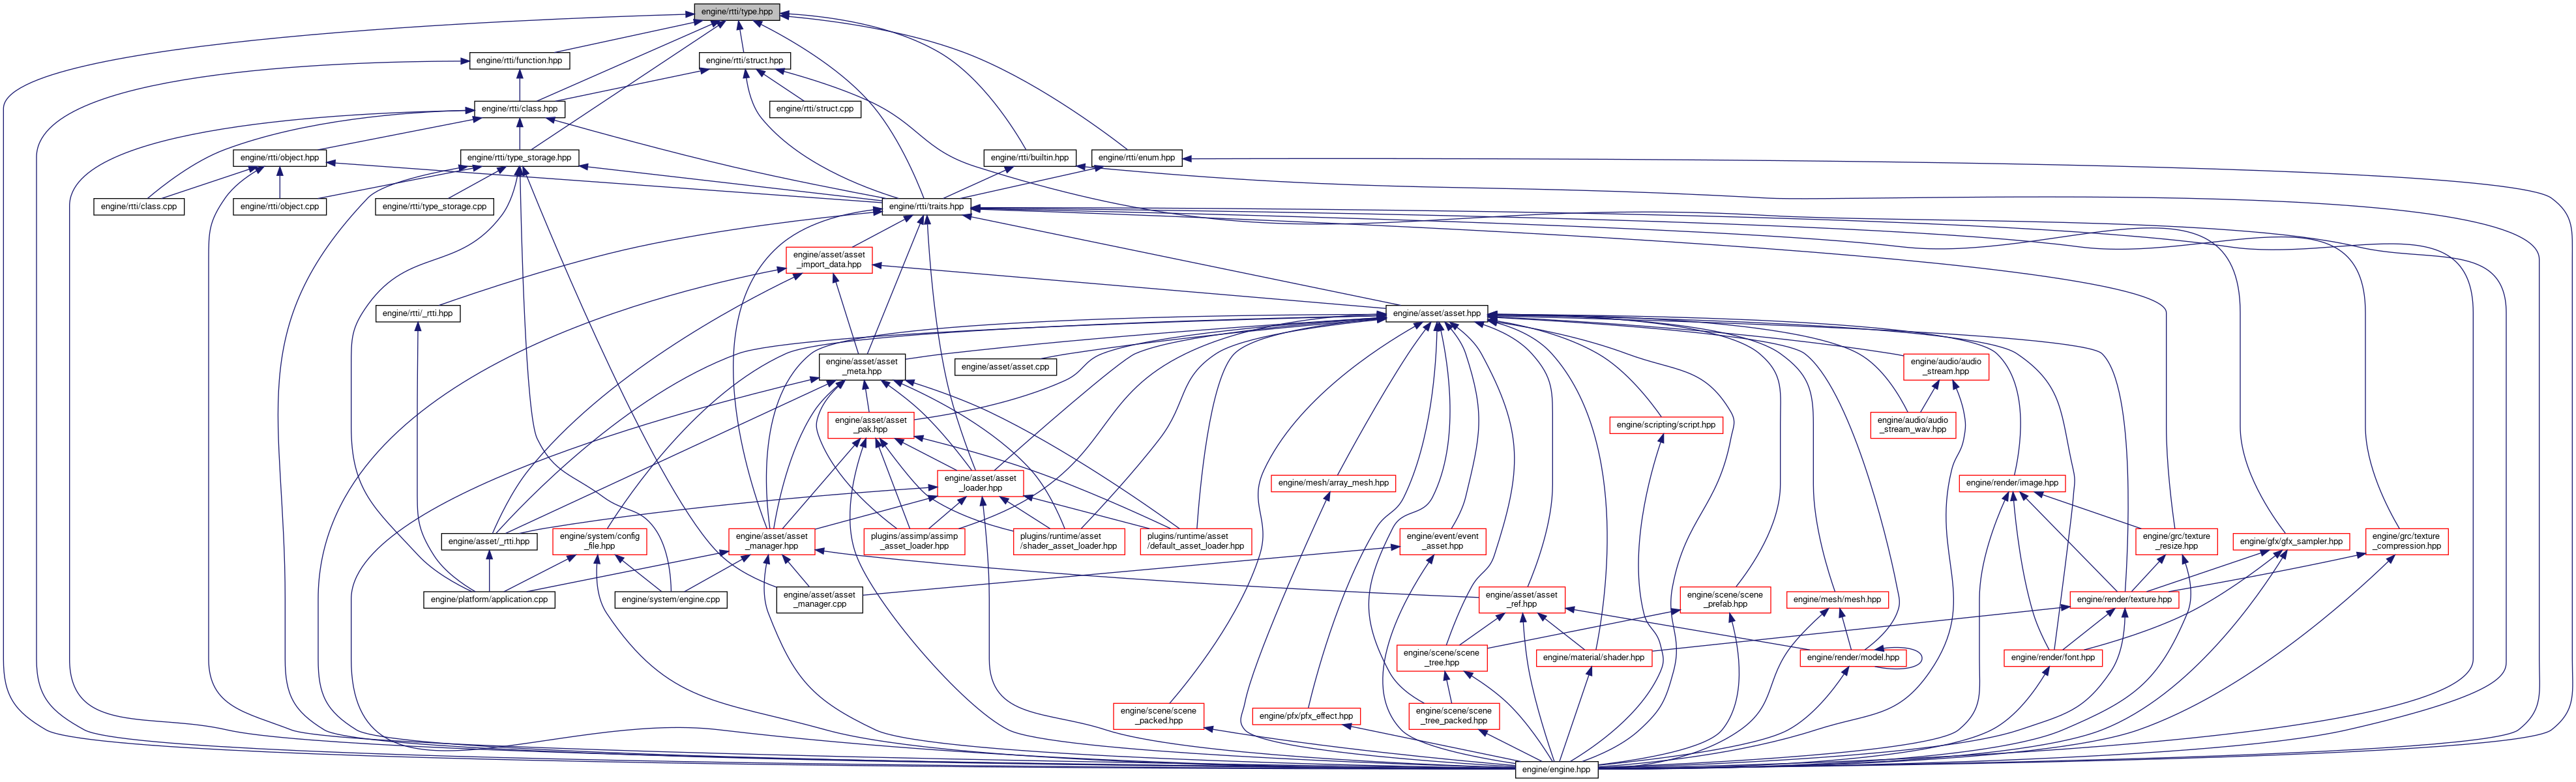 engine/rtti/type.hpp
engine/rtti/function.hpp
engine/rtti/struct.hpp
engine/rtti/class.hpp
engine/rtti/struct.cpp
engine/rtti/object.hpp
engine/rtti/type_storage.hpp
engine/rtti/builtin.hpp
engine/rtti/enum.hpp
engine/rtti/class.cpp
engine/rtti/object.cpp
engine/rtti/type_storage.cpp
engine/rtti/traits.hpp
engine/asset/asset
_import_data.hpp
engine/rtti/_rtti.hpp
engine/asset/asset.hpp
engine/asset/asset
_meta.hpp
engine/asset/asset.cpp
engine/audio/audio
_stream.hpp
engine/asset/asset
_pak.hpp
engine/scripting/script.hpp
engine/audio/audio
_stream_wav.hpp
engine/asset/asset
_loader.hpp
engine/mesh/array_mesh.hpp
engine/render/image.hpp
engine/asset/_rtti.hpp
engine/system/config
_file.hpp
engine/asset/asset
_manager.hpp
plugins/assimp/assimp
_asset_loader.hpp
plugins/runtime/asset
/shader_asset_loader.hpp
plugins/runtime/asset
/default_asset_loader.hpp
engine/event/event
_asset.hpp
engine/grc/texture
_resize.hpp
engine/gfx/gfx_sampler.hpp
engine/grc/texture
_compression.hpp
engine/platform/application.cpp
engine/system/engine.cpp
engine/asset/asset
_manager.cpp
engine/asset/asset
_ref.hpp
engine/scene/scene
_prefab.hpp
engine/mesh/mesh.hpp
engine/render/texture.hpp
engine/scene/scene
_tree.hpp
engine/material/shader.hpp
engine/render/model.hpp
engine/render/font.hpp
engine/scene/scene
_packed.hpp
engine/pfx/pfx_effect.hpp
engine/scene/scene
_tree_packed.hpp
engine/engine.hpp